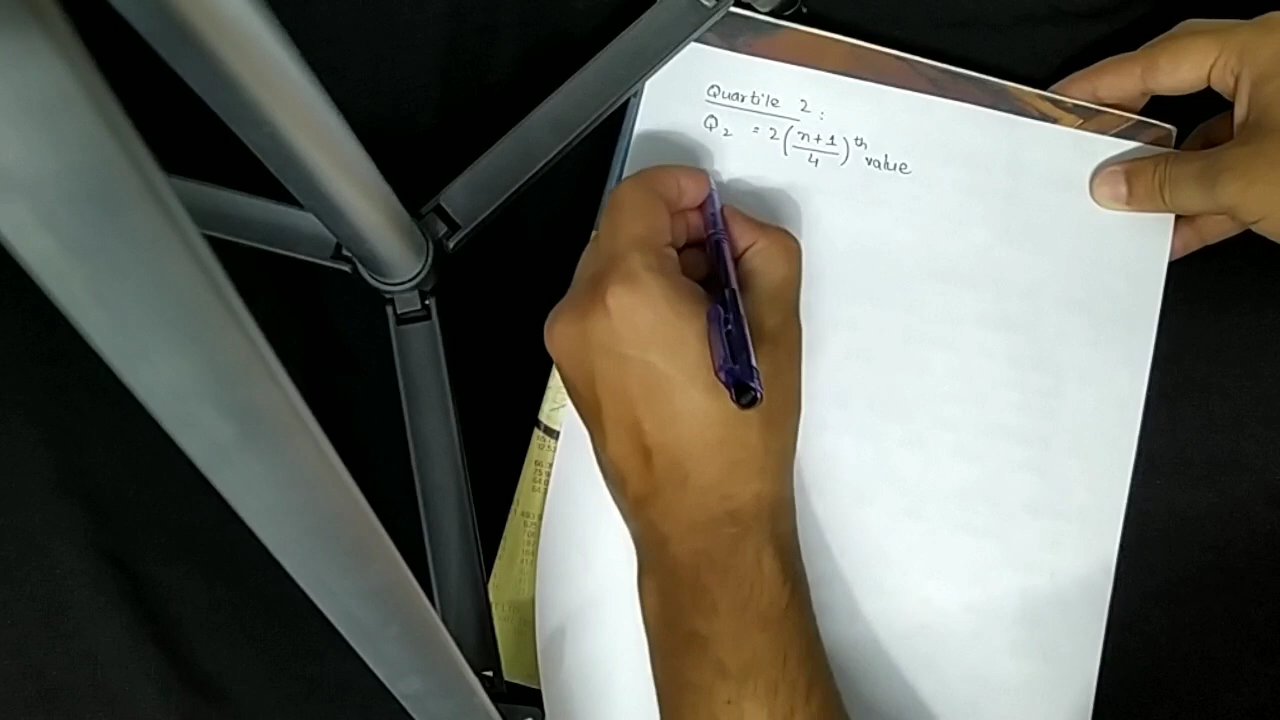 Quartile 2 :
Q₂ = 2(n+1/4)ᵗʰ value